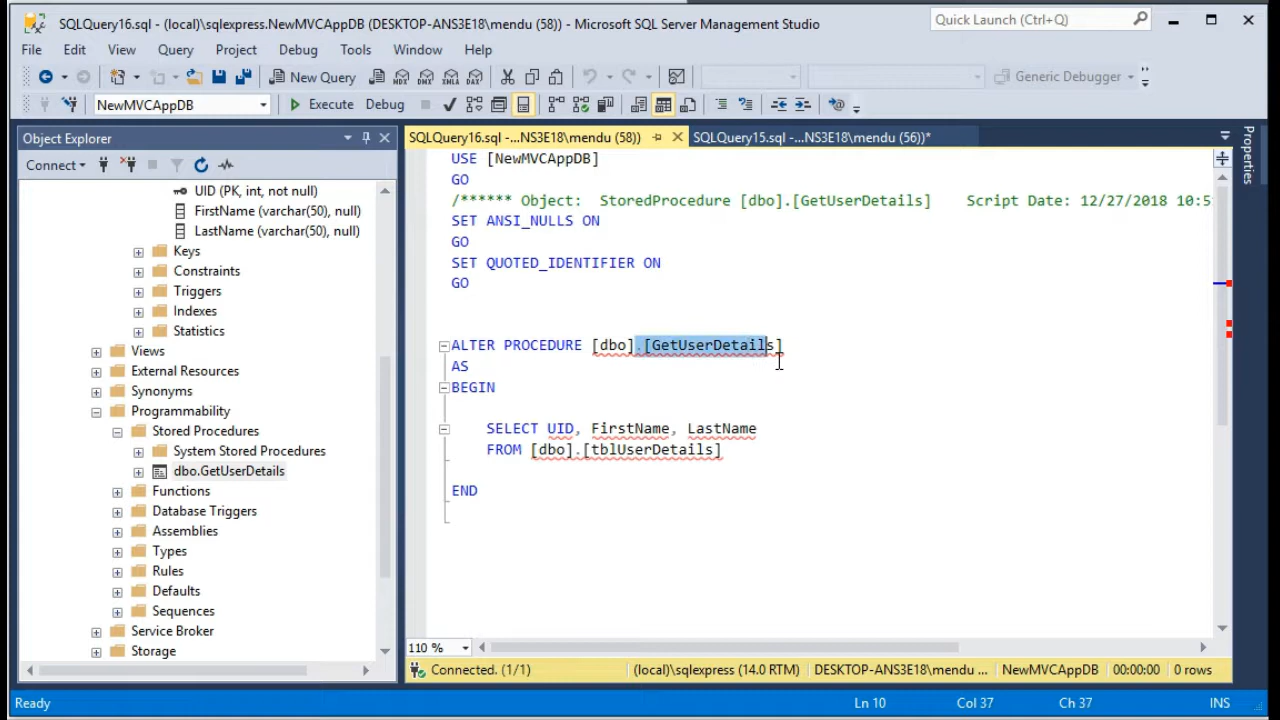 SQLQuery16.sql - (local)\sqlexpress.NewMVCAppDB (DESKTOP-ANS3E18\mendu (58)) - Microsoft SQL Server Management Studio
Quick Launch (Ctrl+Q)
File Edit View Query Project Debug Tools Window Help
New Query
MDX DMX XMLA DAX
Generic Debugger
NewMVCAppDB
Execute Debug
Object Explorer
Connect
UID (PK, int, not null)
FirstName (varchar(50), null)
LastName (varchar(50), null)
Keys
Constraints
Triggers
Indexes
Statistics
Views
External Resources
Synonyms
Programmability
Stored Procedures
System Stored Procedures
dbo.GetUserDetails
Functions
Database Triggers
Assemblies
Types
Rules
Defaults
Sequences
Service Broker
Storage
SQLQuery16.sql -...NS3E18\mendu (58))
SQLQuery15.sql -...NS3E18\mendu (56))*
USE [NewMVCAppDB]
GO
/****** Object:  StoredProcedure [dbo].[GetUserDetails]    Script Date: 12/27/2018 10:5
SET ANSI_NULLS ON
GO
SET QUOTED_IDENTIFIER ON
GO
ALTER PROCEDURE [dbo].[GetUserDetails]
AS
BEGIN
SELECT UID, FirstName, LastName
FROM [dbo].[tblUserDetails]
END
110 %
Connected. (1/1)
(local)\sqlexpress (14.0 RTM)
DESKTOP-ANS3E18\mendu ...
NewMVCAppDB
00:00:00
0 rows
Properties
Ready
Ln 10
Col 37
Ch 37
INS